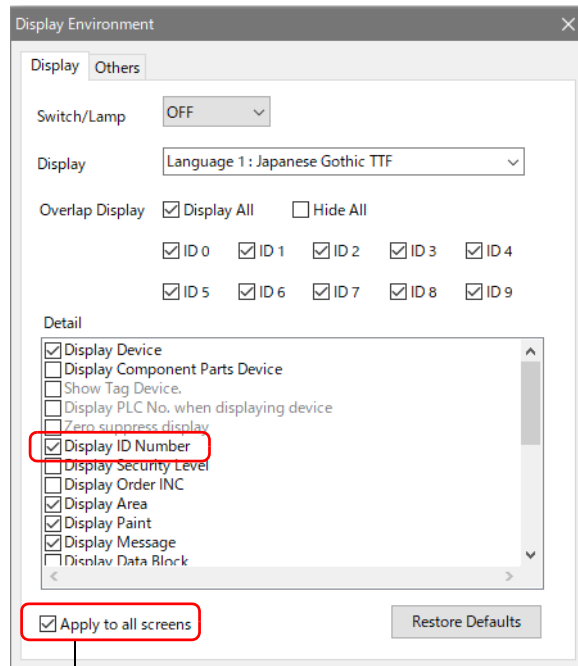 Display Environment
Display Others
Switch/Lamp OFF
Display Language 1 : Japanese Gothic TTF
Overlap Display Display All Hide All
ID 0 ID 1 ID 2 ID 3 ID 4
ID 5 ID 6 ID 7 ID 8 ID 9
Detail
Display Device
Display Component Parts Device
Show Tag Device.
Display PLC No. when displaying device
Zero suppress display
Display ID Number
Display Security Level
Display Order INC
Display Area
Display Paint
Display Message
Display Data Block
Apply to all screens Restore Defaults